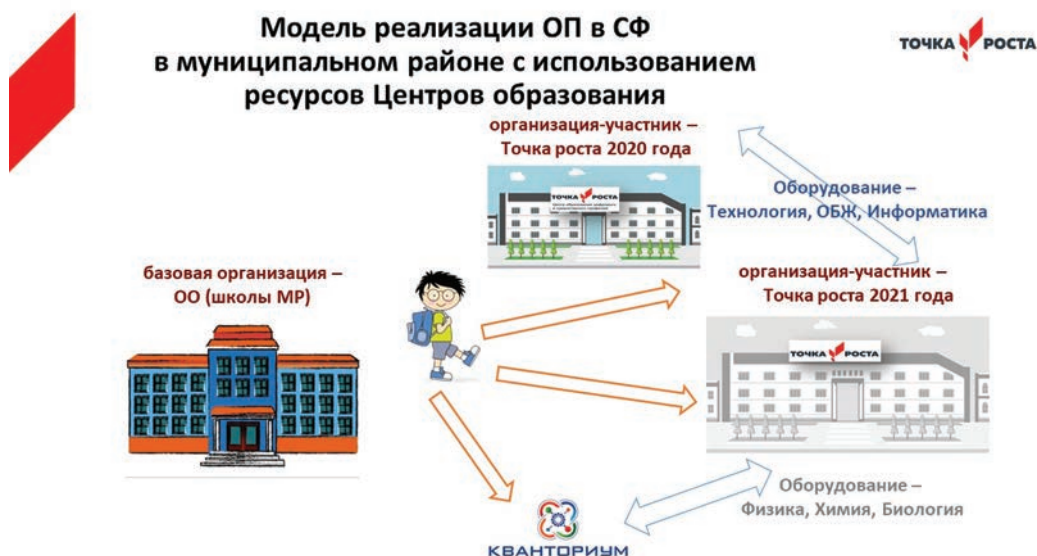 Модель реализации ОП в СФ
в муниципальном районе с использованием
ресурсов Центров образования
ТОЧКА РОСТА
организация-участник –
Точка роста 2020 года
ТОЧКА РОСТА
Оборудование –
Технология, ОБЖ, Информатика
базовая организация –
ОО (школы МР)
организация-участник –
Точка роста 2021 года
ТОЧКА РОСТА
Оборудование –
Физика, Химия, Биология
КВАНТОРИУМ